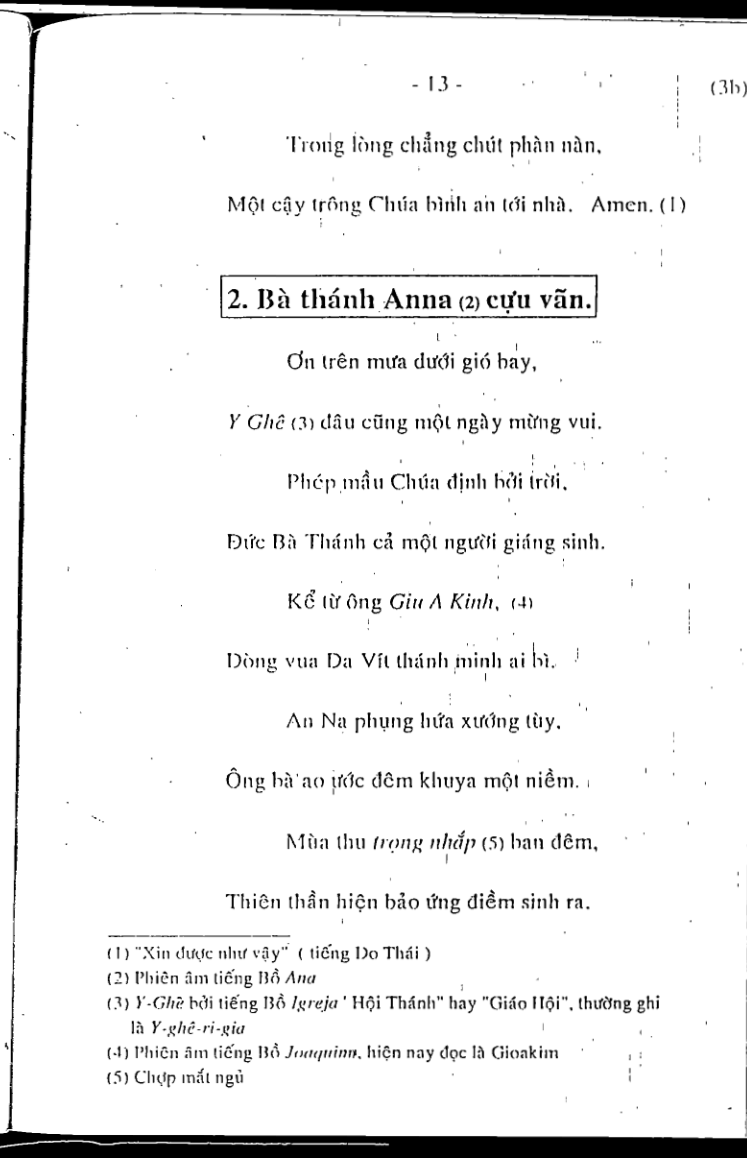 - 13 -
(3b)
Trong lòng chẳng chút phàn nàn,
Một cậy trông Chúa bình an tới nhà. Amen. (1)
2. Bà thánh Anna (2) cựu vãn.
Ơn trên mưa dưới gió bay,
Y Ghê (3) đâu cũng một ngày mừng vui.
Phép mầu Chúa định bởi trời,
Đức Bà Thánh cả một người giáng sinh.
Kể từ ông Giu A Kinh, (4)
Dòng vua Da Vít thánh minh ai bì.
An Na phụng hứa xướng tùy,
Ông bà ao ước đêm khuya một niềm.
Mùa thu trọng nhắp (5) ban đêm,
Thiên thần hiện bảo ứng điềm sinh ra.
(1) "Xin được như vậy" ( tiếng Do Thái )
(2) Phiên âm tiếng Bồ Ana
(3) Y-Ghê bởi tiếng Bồ Igreja ' Hội Thánh" hay "Giáo Hội", thường ghi
là Y-ghê-ri-gia
(4) Phiên âm tiếng Bồ Joaquinn, hiện nay đọc là Gioakim
(5) Chợp mắt ngủ